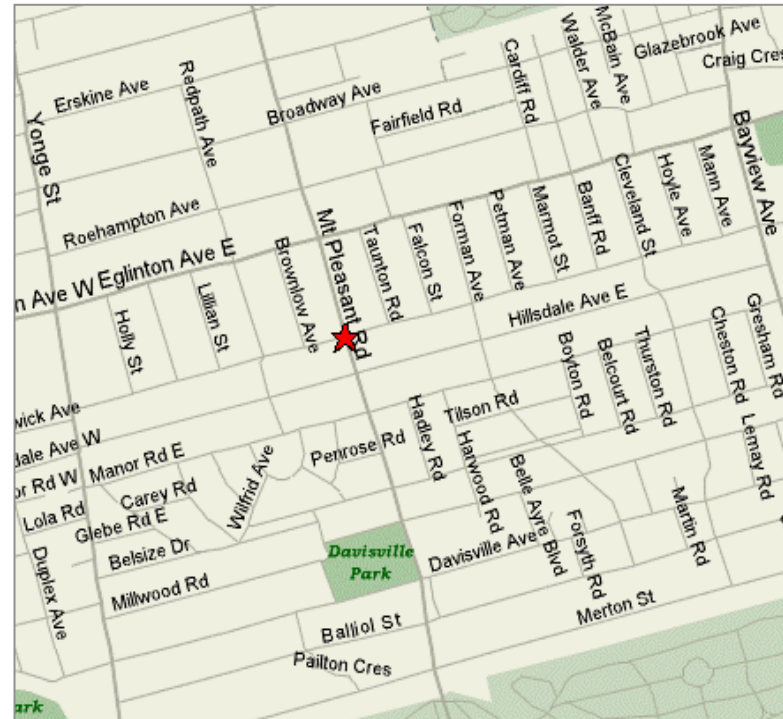 Erskine Ave
Redpath Ave
Broadway Ave
Fairfield Rd
Cardiff Rd
Walder Ave
McBain Ave
Glazebrook Ave
Craig Cres
Yonge St
Bayview Ave
Roehampton Ave
n Ave W
Eglinton Ave E
Mt Pleasant Rd
Brownlow Ave
Taunton Rd
Falcon St
Forman Ave
Petman Ave
Marmot St
Banff Rd
Cleveland St
Hoyle Ave
Mann Ave
Holly St
Lillian St
Hillsdale Ave E
Boyton Rd
Belcourt Rd
Thurston Rd
Cheston Rd
Gresham Rd
wick Ave
dale Ave W
or Rd W
Manor Rd E
Lola Rd
Carey Rd
Glebe Rd E
Wilfrid Ave
Penrose Rd
Hadley Rd
Tilson Rd
Harwood Rd
Lemay Rd
Belsize Dr
Duplex Ave
Millwood Rd
Davisville
Park
Davisville Ave
Belle Ayre Blvd
Forsyth Rd
Martin Rd
Merton St
Balliol St
Pailton Cres
ark